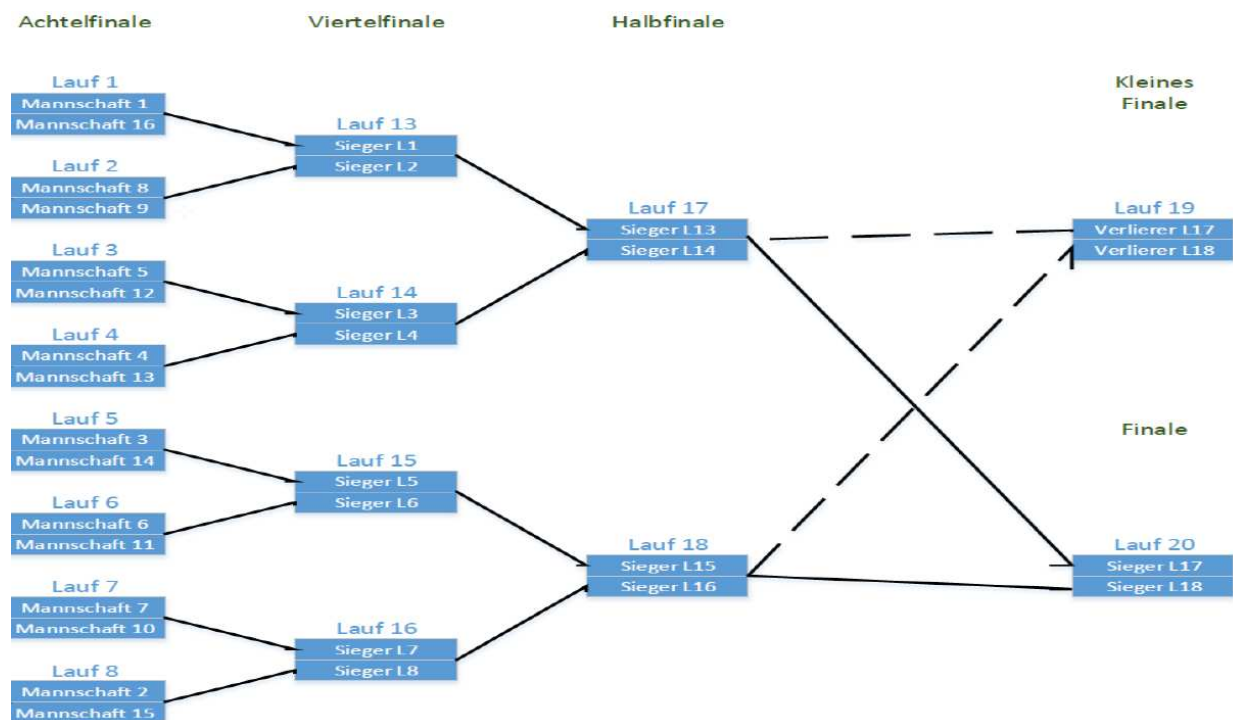 Achtelfinale
Viertelfinale
Halbfinale
Lauf 1
Mannschaft 1
Mannschaft 16
Lauf 2
Mannschaft 8
Mannschaft 9
Lauf 3
Mannschaft 5
Mannschaft 12
Lauf 4
Mannschaft 4
Mannschaft 13
Lauf 5
Mannschaft 3
Mannschaft 14
Lauf 6
Mannschaft 6
Mannschaft 11
Lauf 7
Mannschaft 7
Mannschaft 10
Lauf 8
Mannschaft 2
Mannschaft 15
Lauf 13
Sieger L1
Sieger L2
Lauf 14
Sieger L3
Sieger L4
Lauf 15
Sieger L5
Sieger L6
Lauf 16
Sieger L7
Sieger L8
Lauf 17
Sieger L13
Sieger L14
Lauf 18
Sieger L15
Sieger L16
Kleines
Finale
Lauf 19
Verlierer L17
Verlierer L18
Finale
Lauf 20
Sieger L17
Sieger L18